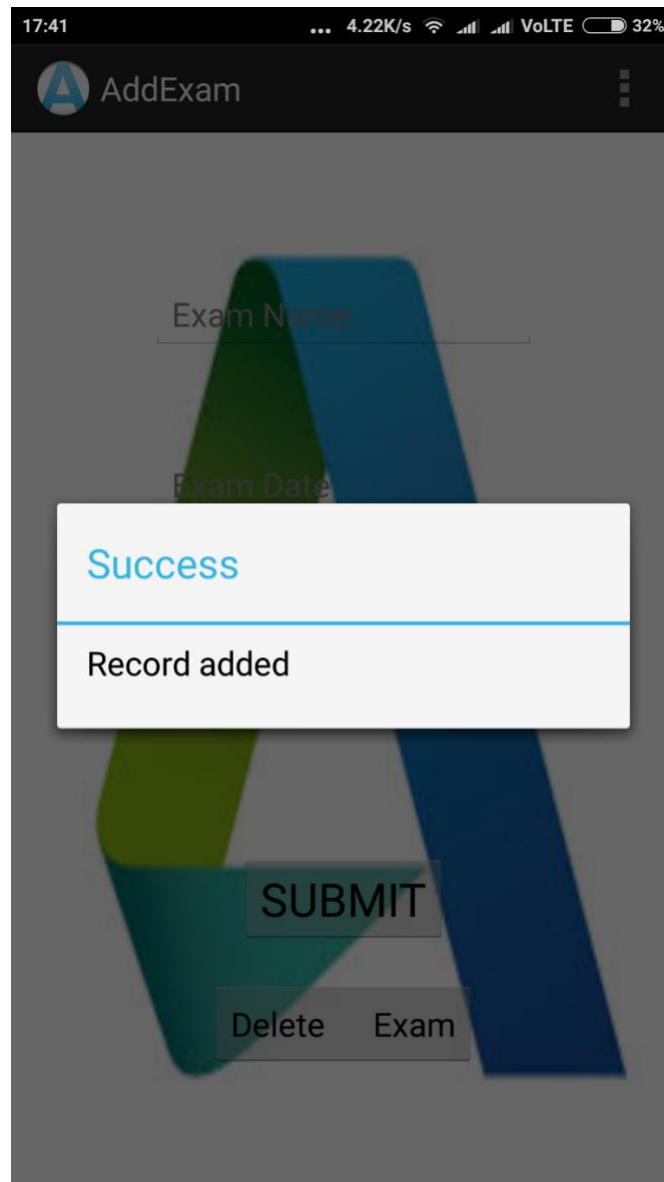 17:41 ... 4.22K/s VoLTE 32%
AddExam
Exam Name
Exam Date
Success
Record added
SUBMIT
Delete Exam